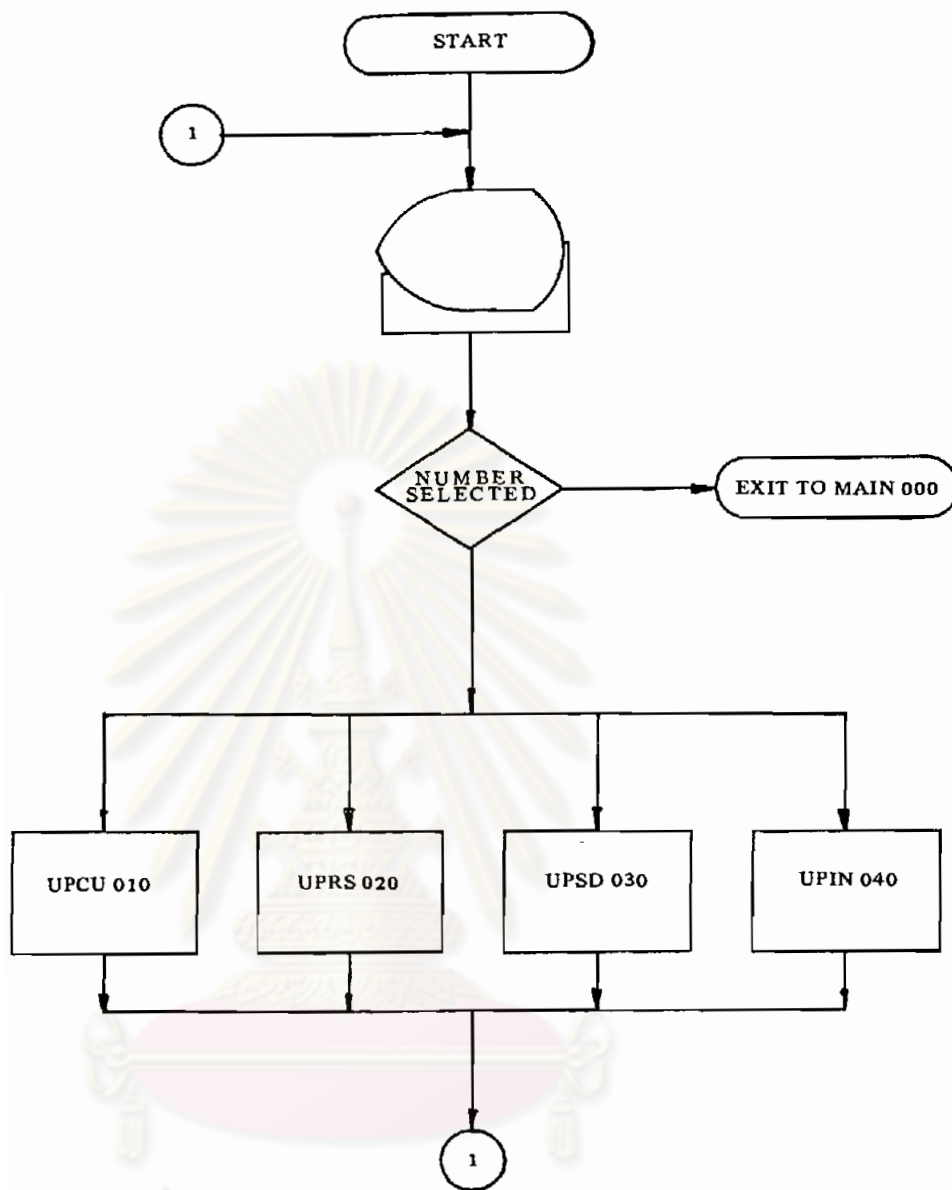 START
1
NUMBER
SELECTED
EXIT TO MAIN 000
UPCU 010
UPRS 020
UPSD 030
UPIN 040
1